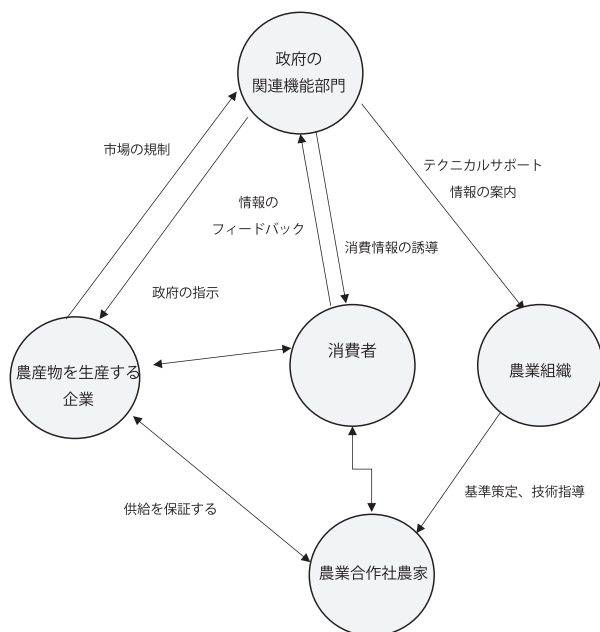 政府の
関連機能部門
市場の規制
テクニカルサポート
情報の案内
情報の
フィードバック
消費情報の誘導
政府の指示
農産物を生産する
企業
消費者
農業組織
基準策定、技術指導
供給を保証する
農業合作社農家